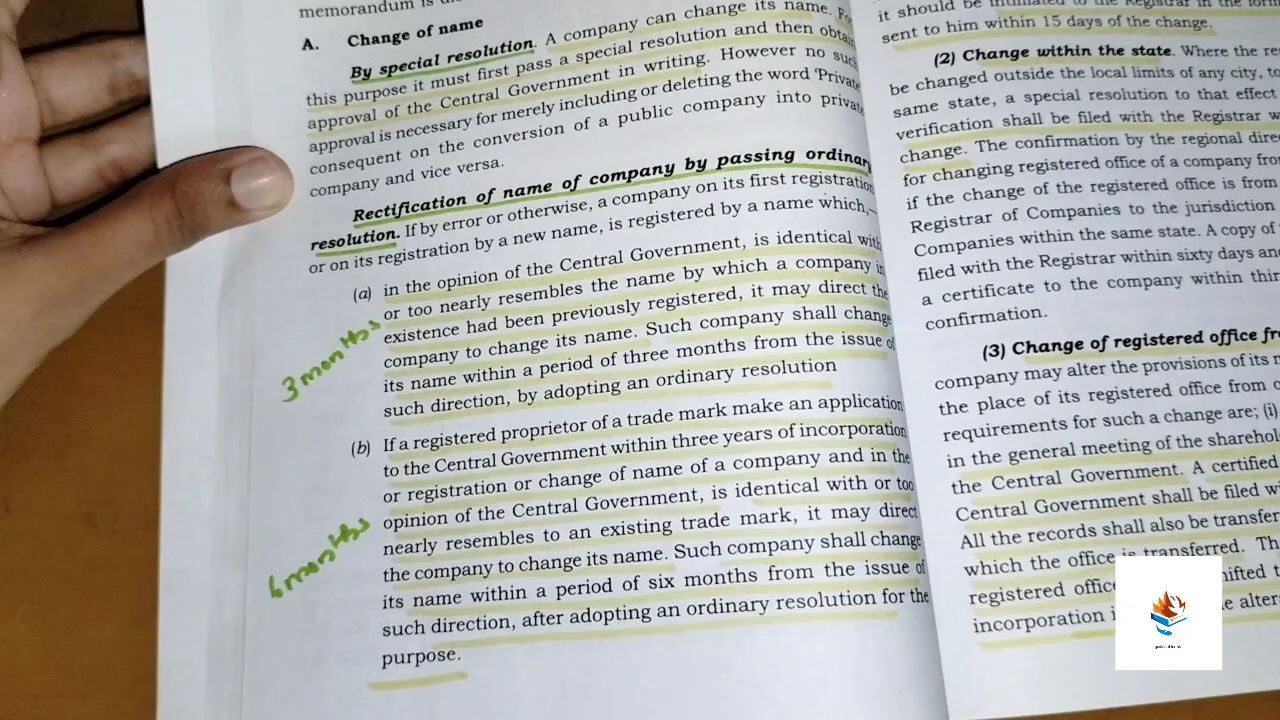 memorandum is
A. Change of name
By special resolution. A company can change its name. For
this purpose it must first pass a special resolution and then obtain
approval of the Central Government in writing. However no such
approval is necessary for merely including or deleting the word 'Private
consequent on the conversion of a public company into private
company and vice versa.
Rectification of name of company by passing ordinary
resolution. If by error or otherwise, a company on its first registration
or on its registration by a new name, is registered by a name which,—
(a) in the opinion of the Central Government, is identical with
or too nearly resembles the name by which a company in
existence had been previously registered, it may direct the
company to change its name. Such company shall change
its name within a period of three months from the issue of
such direction, by adopting an ordinary resolution
3 months
(b) If a registered proprietor of a trade mark make an application
to the Central Government within three years of incorporation
or registration or change of name of a company and in the
opinion of the Central Government, is identical with or too
nearly resembles to an existing trade mark, it may direct
the company to change its name. Such company shall change
its name within a period of six months from the issue of
such direction, after adopting an ordinary resolution for the
purpose.
6 months
it should be intimated to the Registrar in the form
sent to him within 15 days of the change.
(2) Change within the state. Where the
be changed outside the local limits of any city,
same state, a special resolution to that effect
verification shall be filed with the Registrar
change. The confirmation by the regional
for changing registered office of a company from
if the change of the registered office is from
Registrar of Companies to the jurisdiction
Companies within the same state. A copy of
filed with the Registrar within sixty days and
a certificate to the company within
confirmation.
(3) Change of registered office
company may alter the provisions of its
the place of its registered office from
requirements for such a change are; (i)
in the general meeting of the
the Central Government. A certified
Central Government shall be filed
All the records shall also be
which the office is transferred.
registered
incorporation